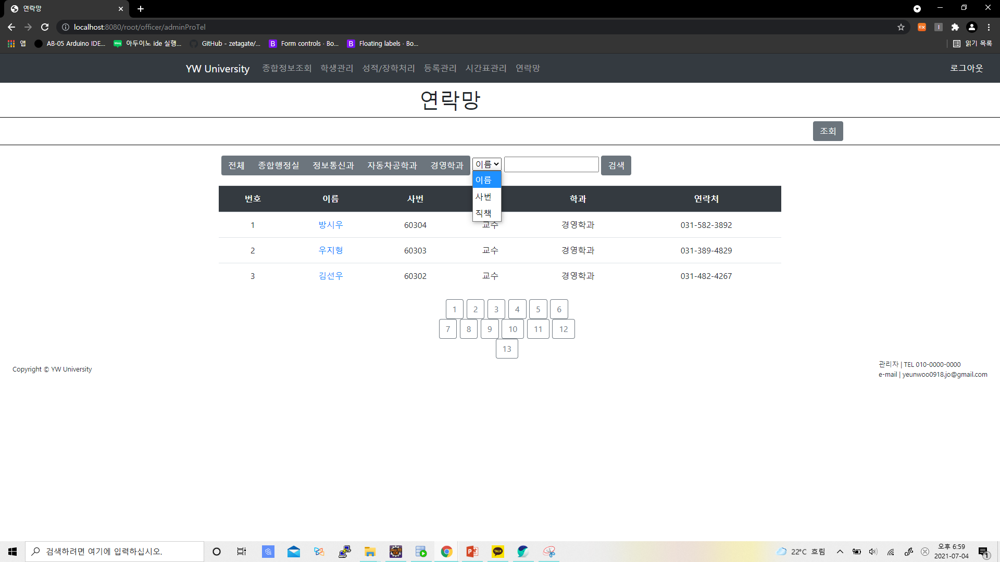 연락망
localhost:8080/root/officer/adminProTel
앱 AB-05 Arduino IDE... 아두이노 ide 실행... GitHub - zetagate/... Form controls · Bo... Floating labels · Bo... 읽기 목록
YW University 종합정보조회 학생관리 성적/장학처리 등록관리 시간표관리 연락망 로그아웃
연락망
조회
전체 종합행정실 정보통신과 자동차공학과 경영학과 이름 검색
이름
사번
직책
번호 이름 사번 학과 연락처
1 방시우 60304 교수 경영학과 031-582-3892
2 우지형 60303 교수 경영학과 031-389-4829
3 김선우 60302 교수 경영학과 031-482-4267
1 2 3 4 5 6
7 8 9 10 11 12
13
Copyright © YW University
관리자 | TEL 010-0000-0000
e-mail | yeunwoo0918.jo@gmail.com
검색하려면 여기에 입력하십시오.
22°C 흐림
오후 6:59
2021-07-04
1